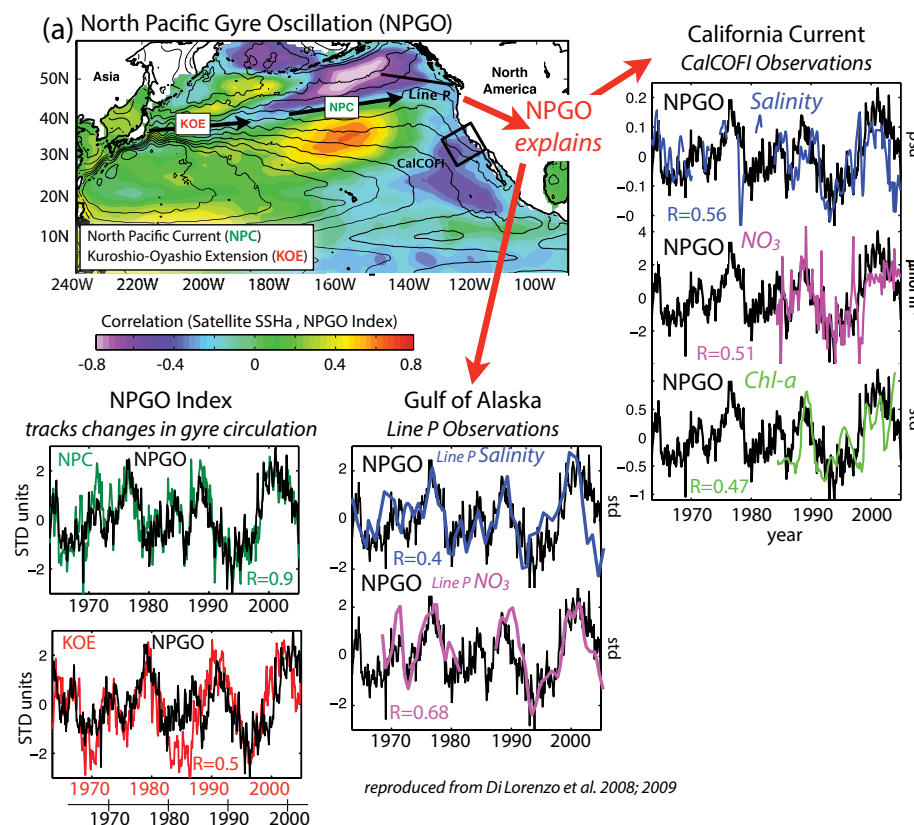 (a)
North Pacific Gyre Oscillation (NPGO)
50N
40N
30N
20N
10N
Asia
North
America
Line P
NPC
KOE
CalCOFI
North Pacific Current (NPC)
Kuroshio-Oyashio Extension (KOE)
240W 200W 160W 140W 120W 100W
Correlation (Satellite SSHa , NPGO Index)
-0.8 -0.4 0 0.4 0.8
NPGO
explains
California Current
CalCOFI Observations
NPGO Salinity
0.2
0.1
0
-0.1
-0
0.1
0
-0.1
psu
R=0.56
NPGO NO3
4
2
0
-2
R=0.51
NPGO Chl-a
0.5
0
-0.5
-1
std
R=0.47
1970 1980 1990 2000
year
NPGO Index
tracks changes in gyre circulation
NPC NPGO
2
0
-2
STD units
R=0.9
1970 1980 1990 2000
KOE NPGO
2
0
-2
STD units
R=0.5
1970 1980 1990 2000
1970 1980 1990 2000
Gulf of Alaska
Line P Observations
NPGO Line P Salinity
2
0
-2
std
R=0.4
NPGO Line P NO3
2
0
-2
std
R=0.68
1970 1980 1990 2000
reproduced from Di Lorenzo et al. 2008; 2009